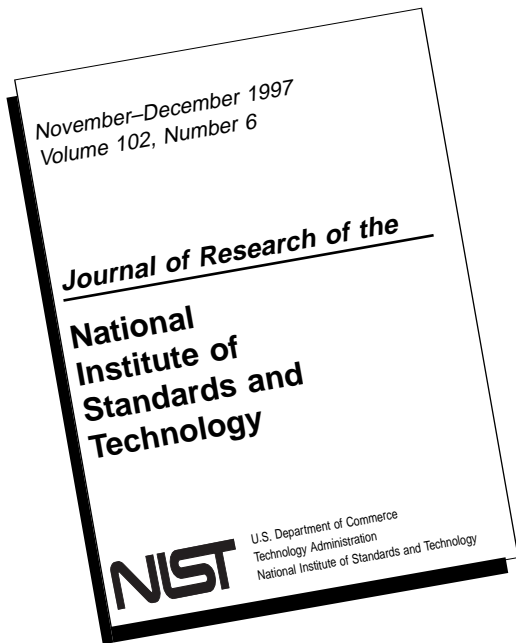 November–December 1997
Volume 102, Number 6
Journal of Research of the
National
Institute of
Standards and
Technology
NIST
U.S. Department of Commerce
Technology Administration
National Institute of Standards and Technology